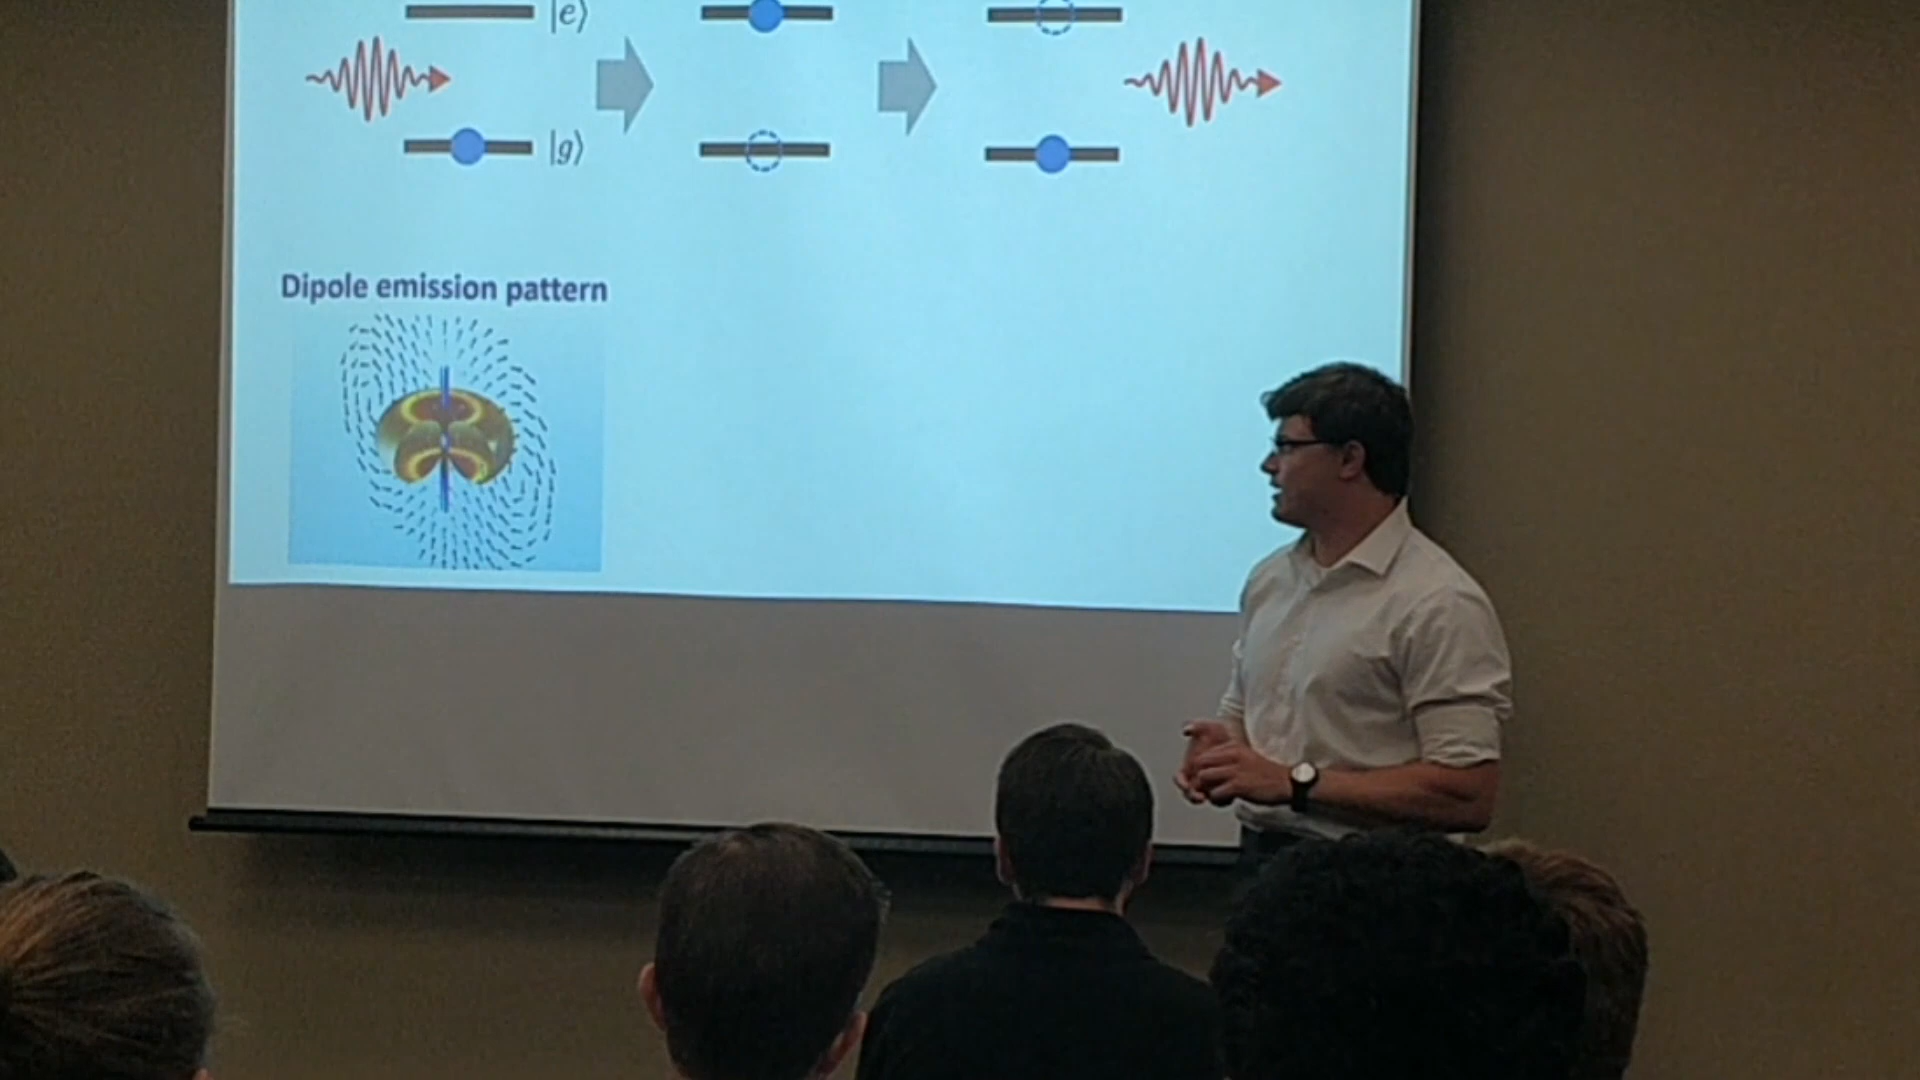 |e⟩
|g⟩
Dipole emission pattern